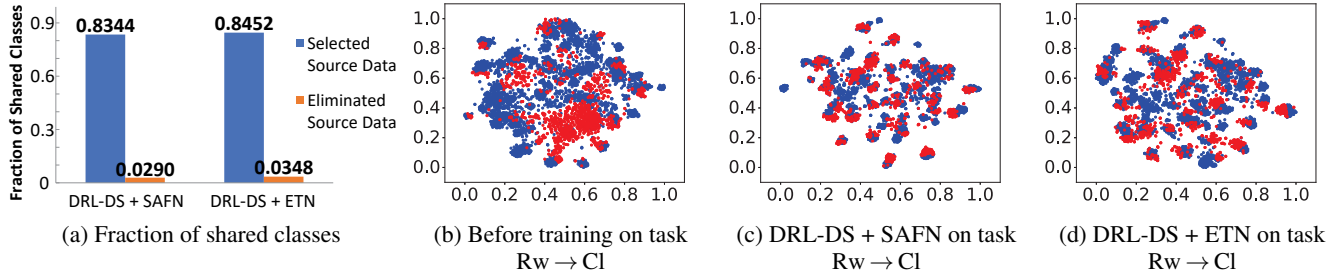 Fraction of Shared Classes
0.9
0.6
0.3
0
0.8344
0.8452
0.0290
0.0348
DRL-DS + SAFN
DRL-DS + ETN
Selected
Source Data
Eliminated
Source Data
(a) Fraction of shared classes
1.0
0.8
0.6
0.4
0.2
0.0
0.0 0.2 0.4 0.6 0.8 1.0
(b) Before training on task
Rw → Cl
1.0
0.8
0.6
0.4
0.2
0.0
0.0 0.2 0.4 0.6 0.8 1.0
(c) DRL-DS + SAFN on task
Rw → Cl
1.0
0.8
0.6
0.4
0.2
0.0
0.0 0.2 0.4 0.6 0.8 1.0
(d) DRL-DS + ETN on task
Rw → Cl